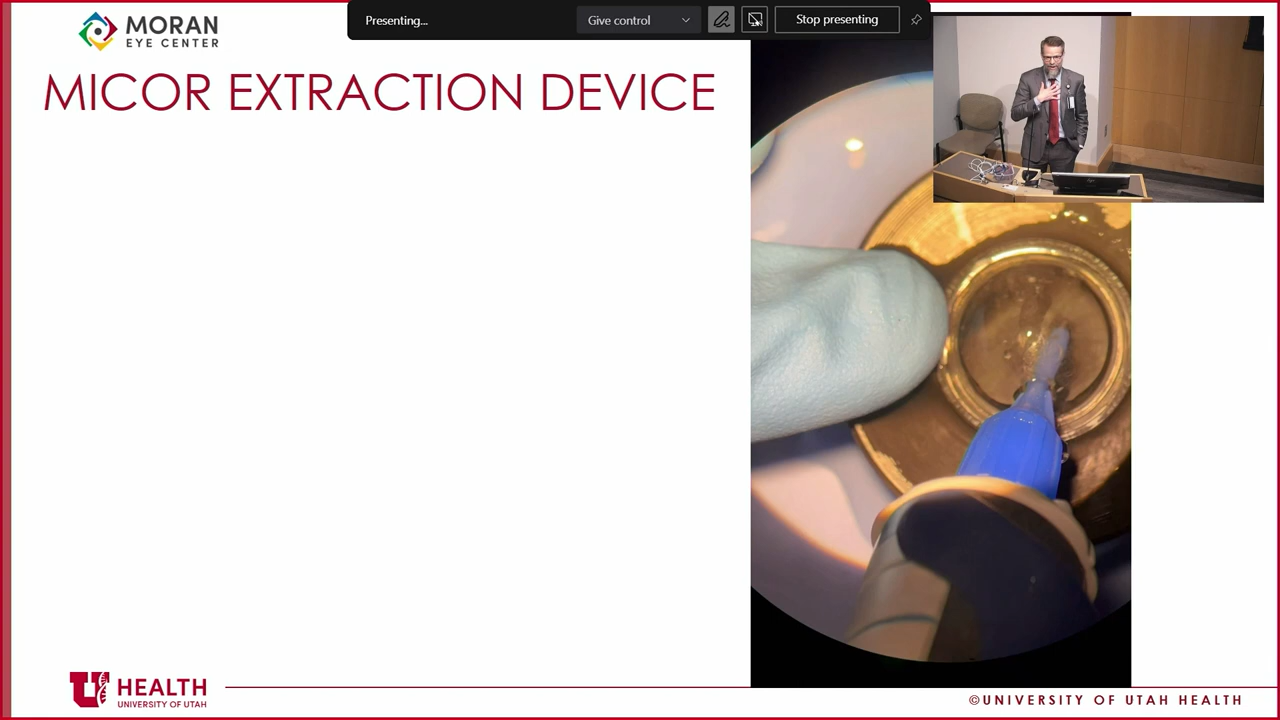 Presenting...
Give control
Stop presenting
MORAN
EYE CENTER
MICOR EXTRACTION DEVICE
U HEALTH
UNIVERSITY OF UTAH
©UNIVERSITY OF UTAH HEALTH